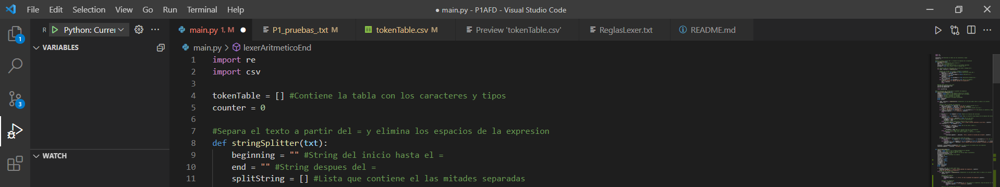 File Edit Selection View Go Run Terminal Help
● main.py - P1AFD - Visual Studio Code
1
3
R Python: Currer
VARIABLES
WATCH
main.py 1, M
P1_pruebas_.txt M
tokenTable.csv M
Preview 'tokenTable.csv'
ReglasLexer.txt
README.md
main.py > lexerAritmeticoEnd
1 import re
2 import csv
3
4 tokenTable = [] #Contiene la tabla con los caracteres y tipos
5 counter = 0
6
7 #Separa el texto a partir del = y elimina los espacios de la expresion
8 def stringSplitter(txt):
9 beginning = "" #String del inicio hasta el =
10 end = "" #String despues del =
11 splitString = [] #Lista que contiene el las mitades separadas